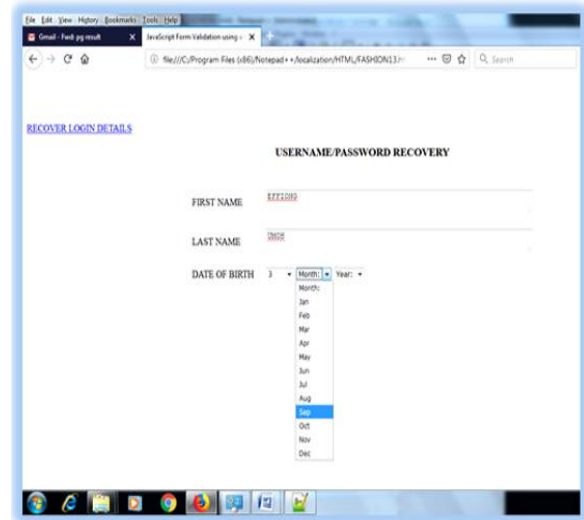 File Edit View History Bookmarks Tools Help
Gmail - Fwd: pg result X JavaScript Form Validation using X
file:///C:/Program Files (x86)/Notepad++/localization/HTML/FASHION13.h Search
RECOVER LOGIN DETAILS
USERNAME/PASSWORD RECOVERY
FIRST NAME EFFIONG
LAST NAME UMOH
DATE OF BIRTH 3 Month: Year:
Month:
Jan
Feb
Mar
Apr
May
Jun
Jul
Aug
Sep
Oct
Nov
Dec